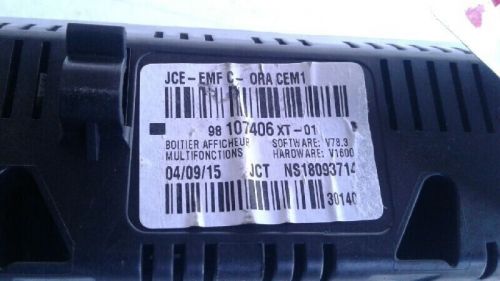 JCE-EMF C- ORA CEM1
98 107406 XT-01
BOITIER AFFICHEUR SOFTWARE: V78.3
MULTIFONCTIONS HARDWARE: V1600
04/09/15 JCT NS18093714
30140